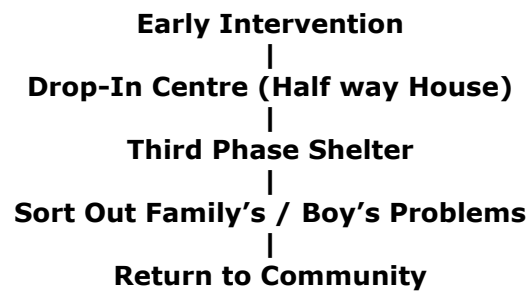 Early Intervention
|
Drop-In Centre (Half way House)
|
Third Phase Shelter
|
Sort Out Family's / Boy's Problems
|
Return to Community